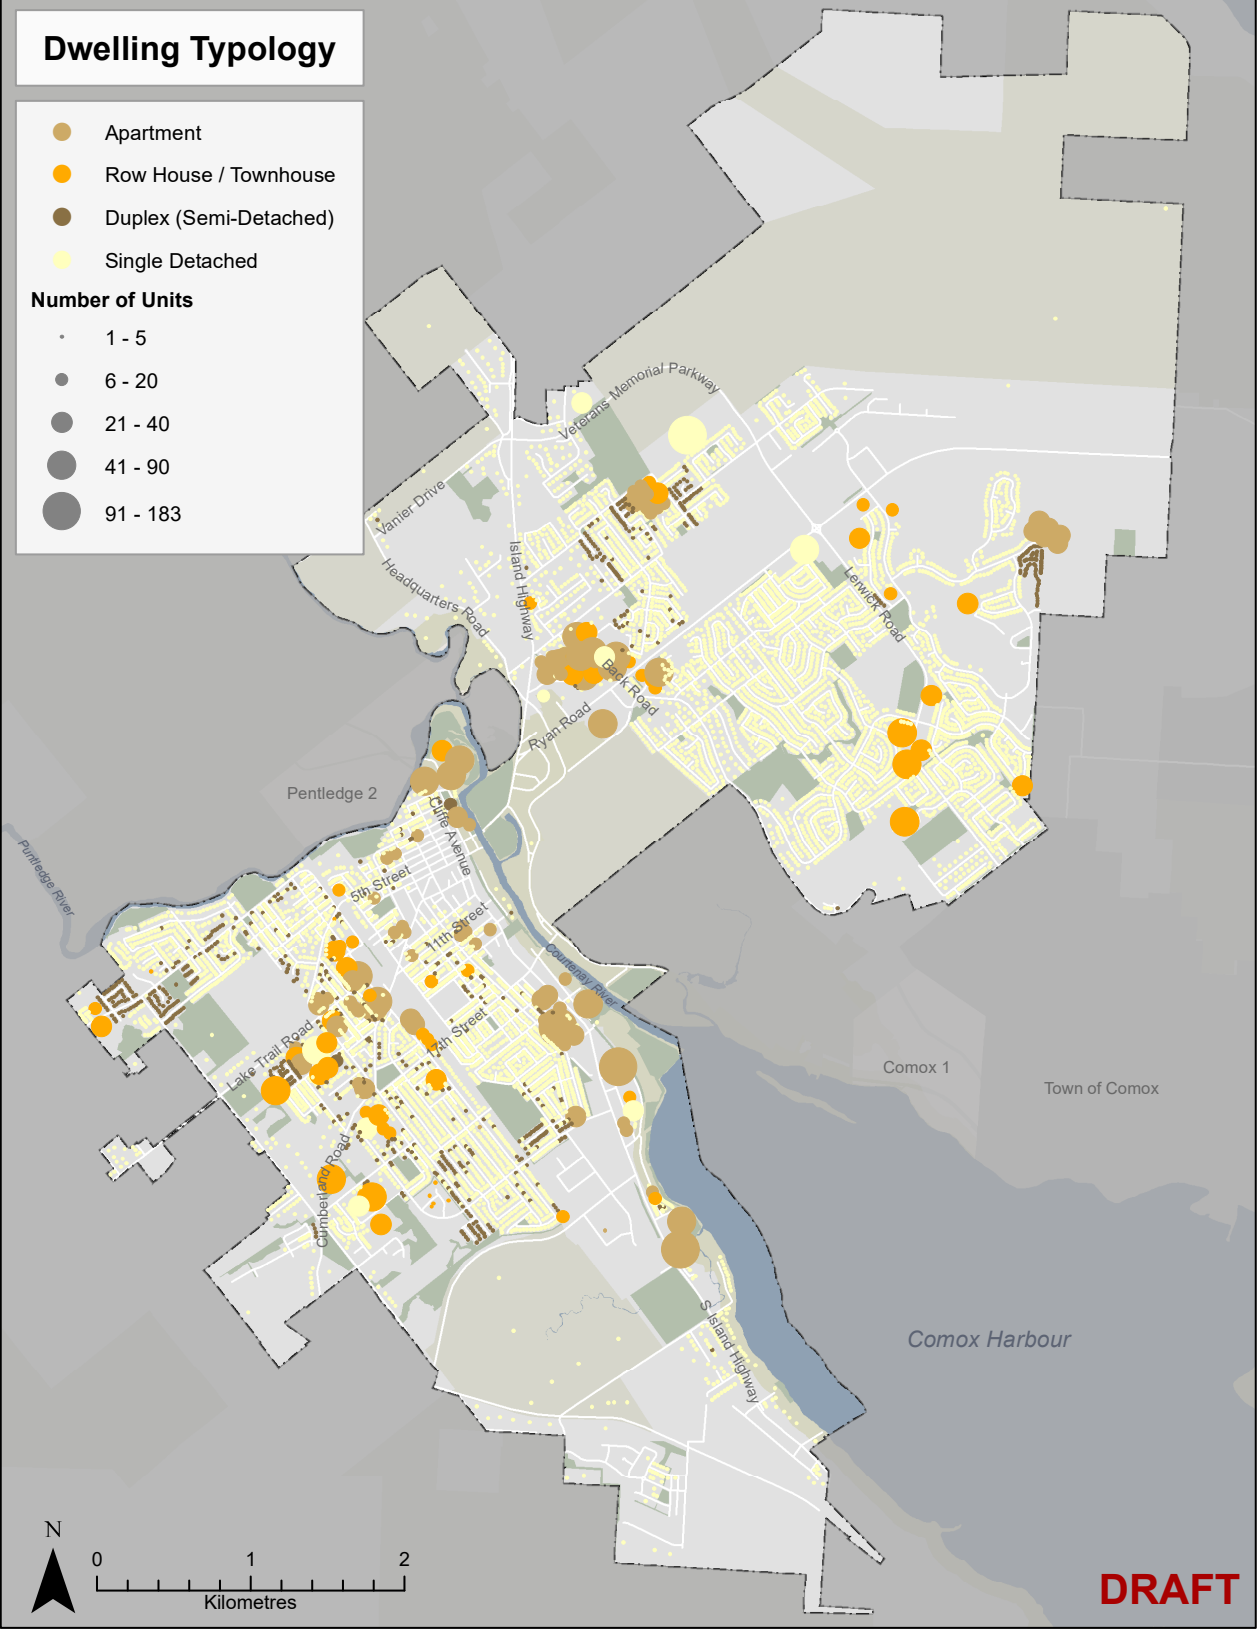 Dwelling Typology
Apartment
Row House / Townhouse
Duplex (Semi-Detached)
Single Detached
Number of Units
1 - 5
6 - 20
21 - 40
41 - 90
91 - 183
Veterans Memorial Parkway
Vanier Drive
Island Highway
Headquarters Road
Lerwick Road
Back Road
Ryan Road
Pentledge 2
Cliffe Avenue
Puntledge River
5th Street
11th Street
Courtenay River
17th Street
Lake Trail Road
Comox 1
Town of Comox
Cumberland Road
S Island Highway
Comox Harbour
N
0 1 2
Kilometres
DRAFT